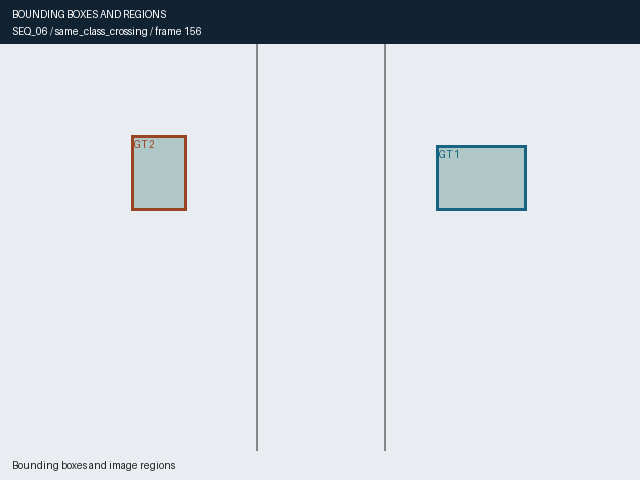 BOUNDING BOXES AND REGIONS
SEQ_06 / same_class_crossing / frame 156
GT2
GT1
Bounding boxes and image regions